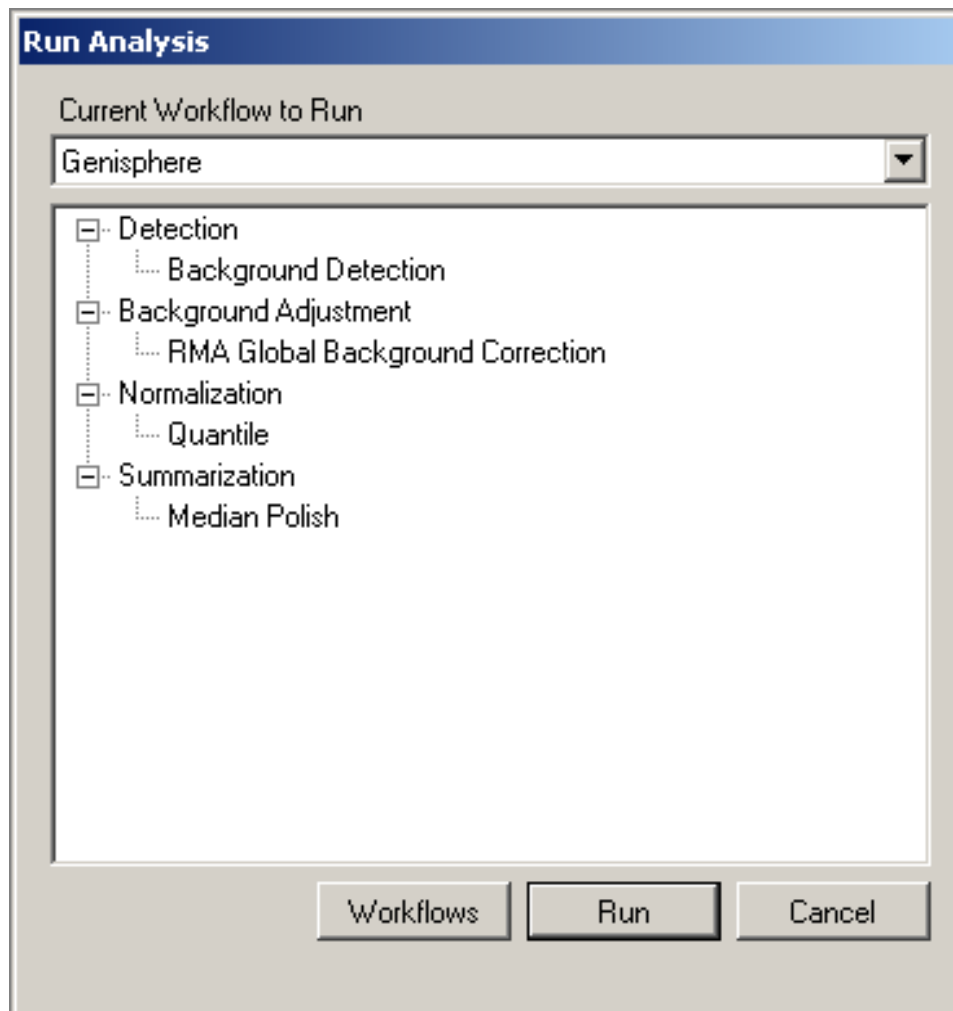 Run Analysis
Current Workflow to Run
Genisphere
Detection
Background Detection
Background Adjustment
RMA Global Background Correction
Normalization
Quantile
Summarization
Median Polish
Workflows Run Cancel